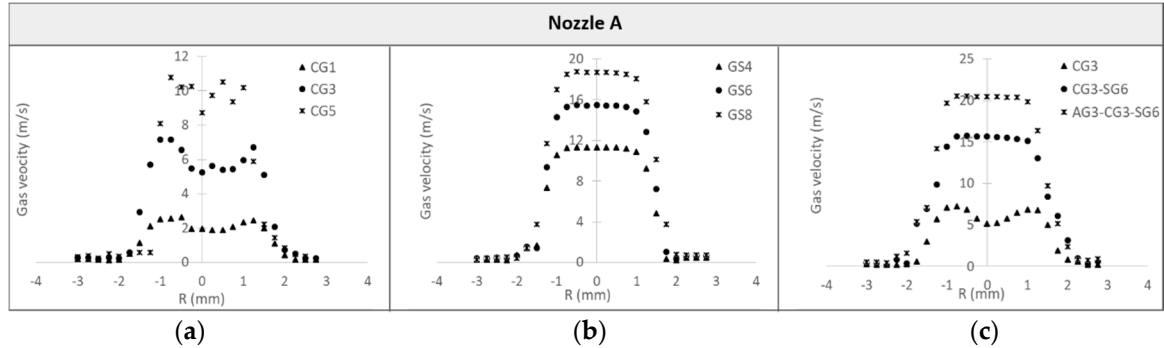 Nozzle A
Gas veocity (m/s)
12
10
8
6
4
2
0
-4 -3 -2 -1 0 1 2 3 4
R (mm)
CG1
CG3
CG5
(a)
Gas velocity (m/s)
20
16
12
8
4
0
-4 -3 -2 -1 0 1 2 3 4
R (mm)
GS4
GS6
GS8
(b)
Gas velocity (m/s)
25
20
15
10
5
0
-4 -3 -2 -1 0 1 2 3 4
R (mm)
CG3
CG3-SG6
AG3-CG3-SG6
(c)